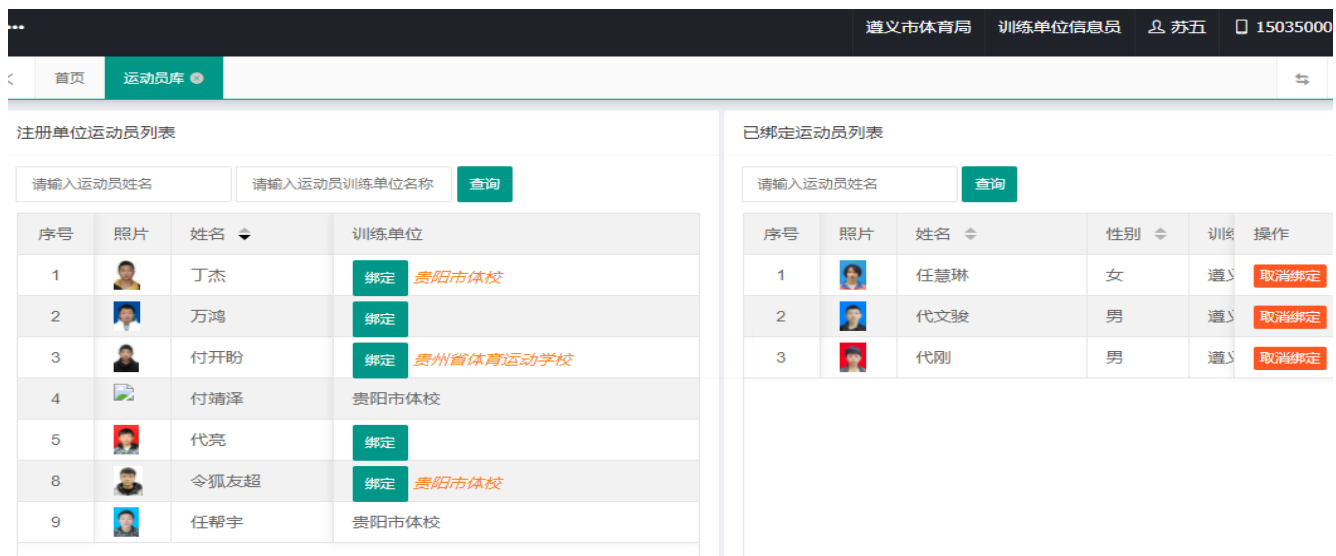 •••
遵义市体育局 训练单位信息员 苏五 15035000
首页 运动员库
注册单位运动员列表
请输入运动员姓名 请输入运动员训练单位名称 查询
序号 照片 姓名 训练单位
1 丁杰 绑定 贵阳市体校
2 万鸿 绑定
3 付开盼 绑定 贵州省体育运动学校
4 付靖泽 贵阳市体校
5 代亮 绑定
8 令狐友超 绑定 贵阳市体校
9 任帮宇 贵阳市体校
已绑定运动员列表
请输入运动员姓名 查询
序号 照片 姓名 性别 训练 操作
1 任慧琳 女 遵义 取消绑定
2 代文骏 男 遵义 取消绑定
3 代刚 男 遵义 取消绑定